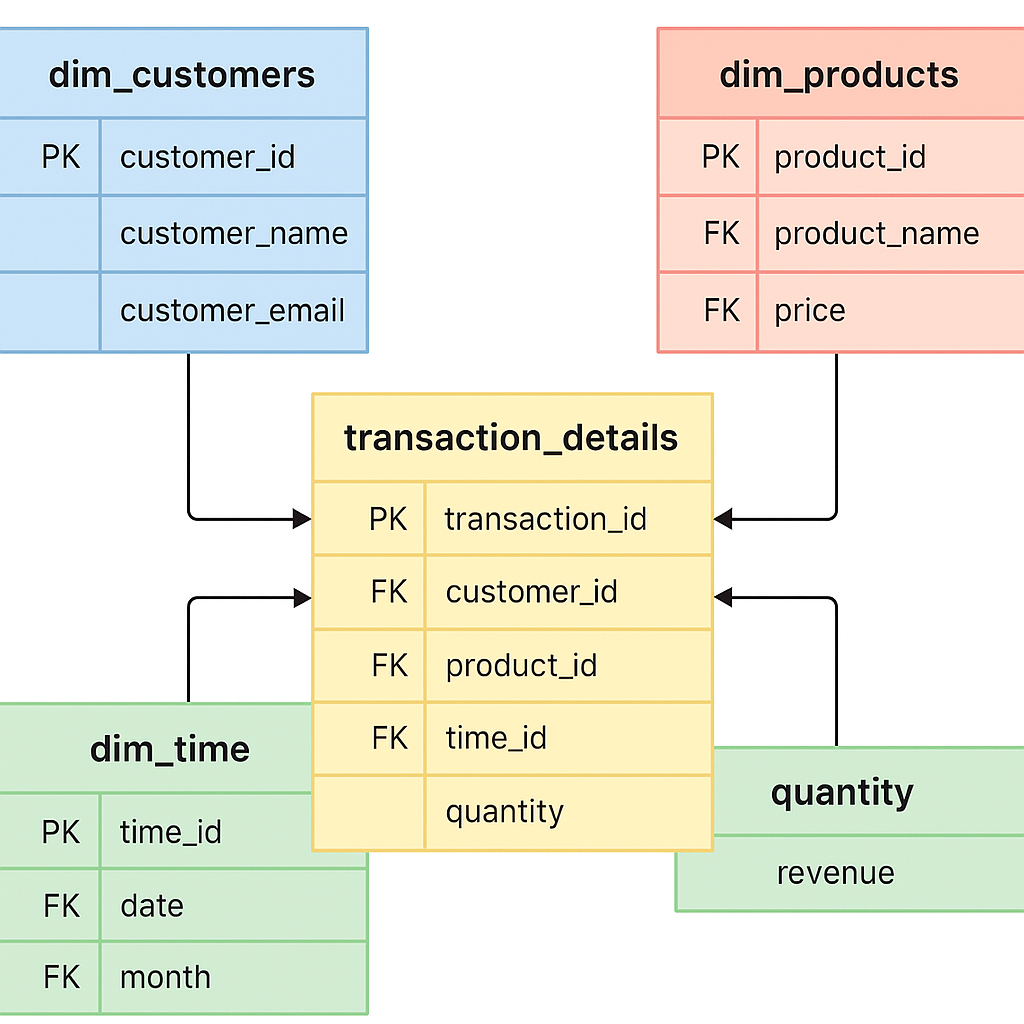 dim_customers
PK customer_id
customer_name
customer_email
dim_products
PK product_id
FK product_name
FK price
transaction_details
PK transaction_id
FK customer_id
FK product_id
FK time_id
quantity
dim_time
PK time_id
FK date
FK month
quantity
revenue